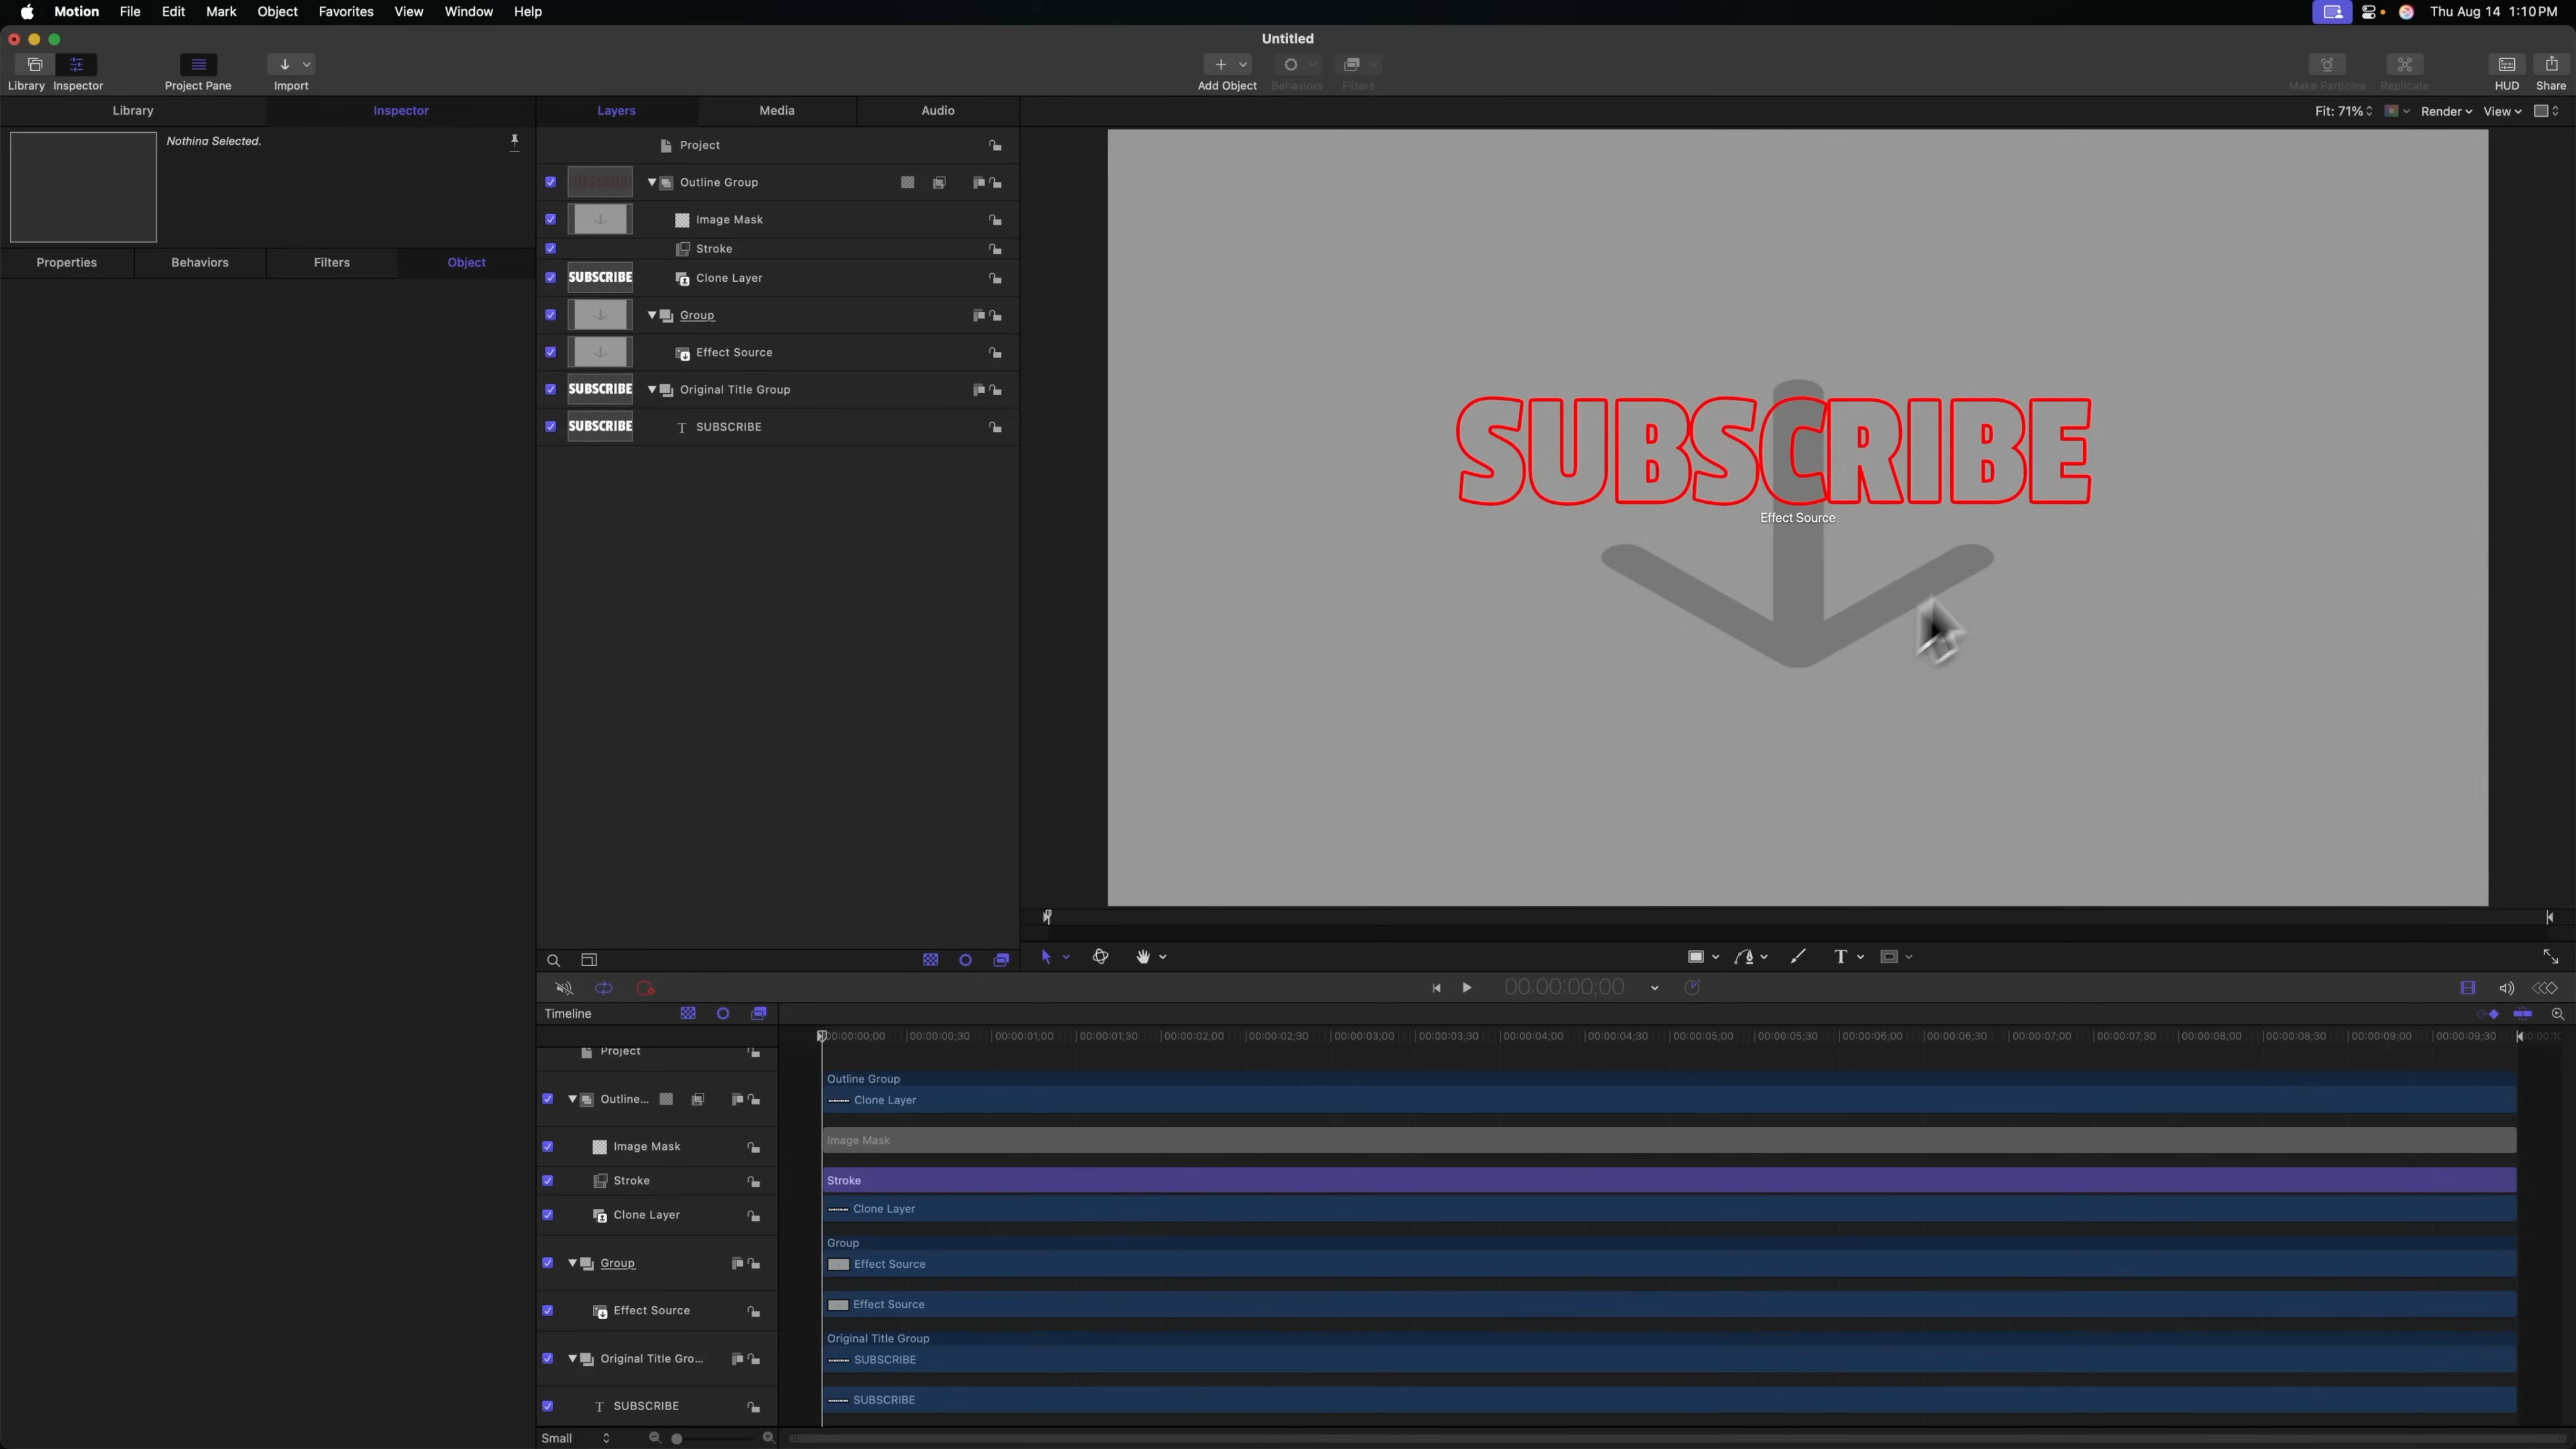 Motion File Edit Mark Object Favorites View Window Help Thu Aug 14 1:10 PM
Untitled
Library Inspector Project Pane Import Add Object Behaviors Filters Make Particles Replicate HUD Share
Library Inspector Layers Media Audio Fit: 71% Render View
Nothing Selected.
Project
Outline Group
Image Mask
Stroke
SUBSCRIBE Clone Layer
Properties Behaviors Filters Object
Group
Effect Source
SUBSCRIBE Original Title Group
SUBSCRIBE SUBSCRIBE
SUBSCRIBE
Effect Source
00:00:00;00
Timeline
00:00:00;00 00:00:00;30 00:00:01;00 00:00:01;30 00:00:02;00 00:00:02;30 00:00:03;00 00:00:03;30 00:00:04;00 00:00:04;30 00:00:05;00 00:00:05;30 00:00:06;00 00:00:06;30 00:00:07;00 00:00:07;30 00:00:08;00 00:00:08;30 00:00:09;00 00:00:09;30
Project
Outline Group
Outline... Clone Layer
Image Mask Image Mask
Stroke Stroke
Clone Layer Clone Layer
Group
Group Effect Source
Effect Source Effect Source
Original Title Group
Original Title Gro... SUBSCRIBE
SUBSCRIBE SUBSCRIBE
Small